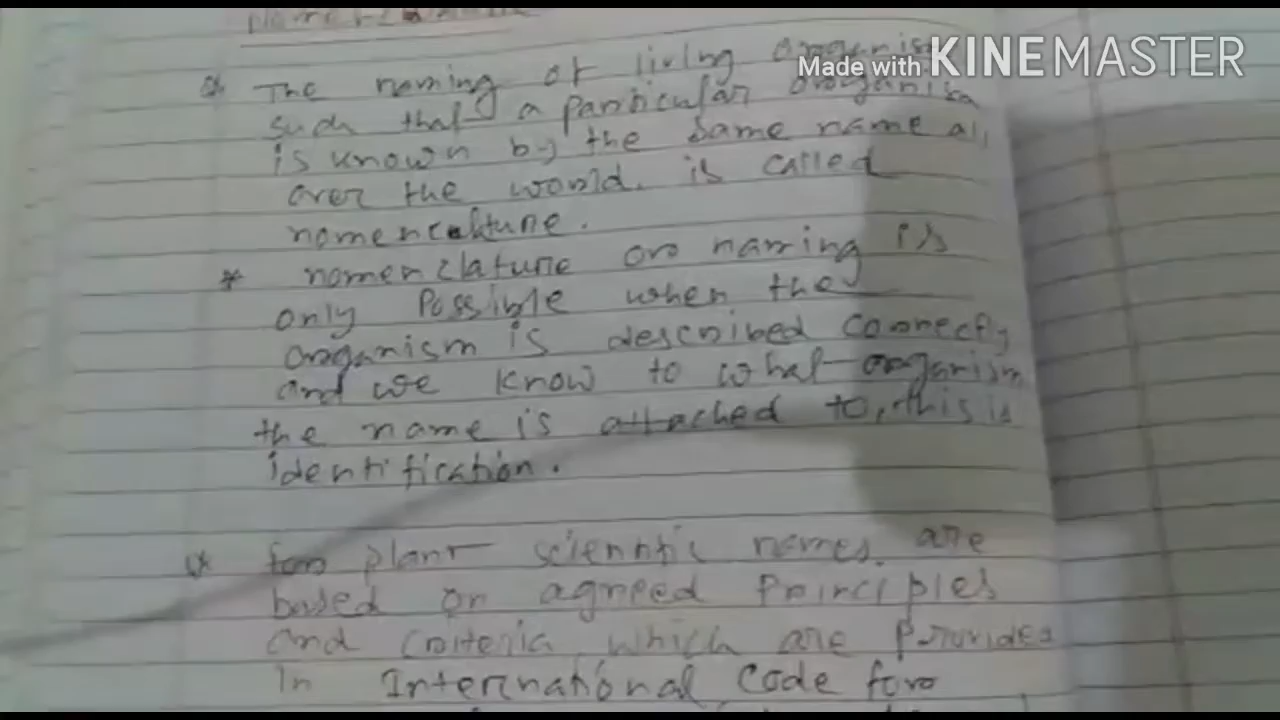 Made with KINEMASTER
* The naming of living organis
such that a particular organism
is known by the same name al
over the world. is called
nomenclature.
* nomenclature or naming is
only possible when the
organism is described correctly
and we know to what organism
the name is attached to, this is
identification.
* for plant scientific names. are
based on agreed principles
and criteria, which are provided
In International Code for